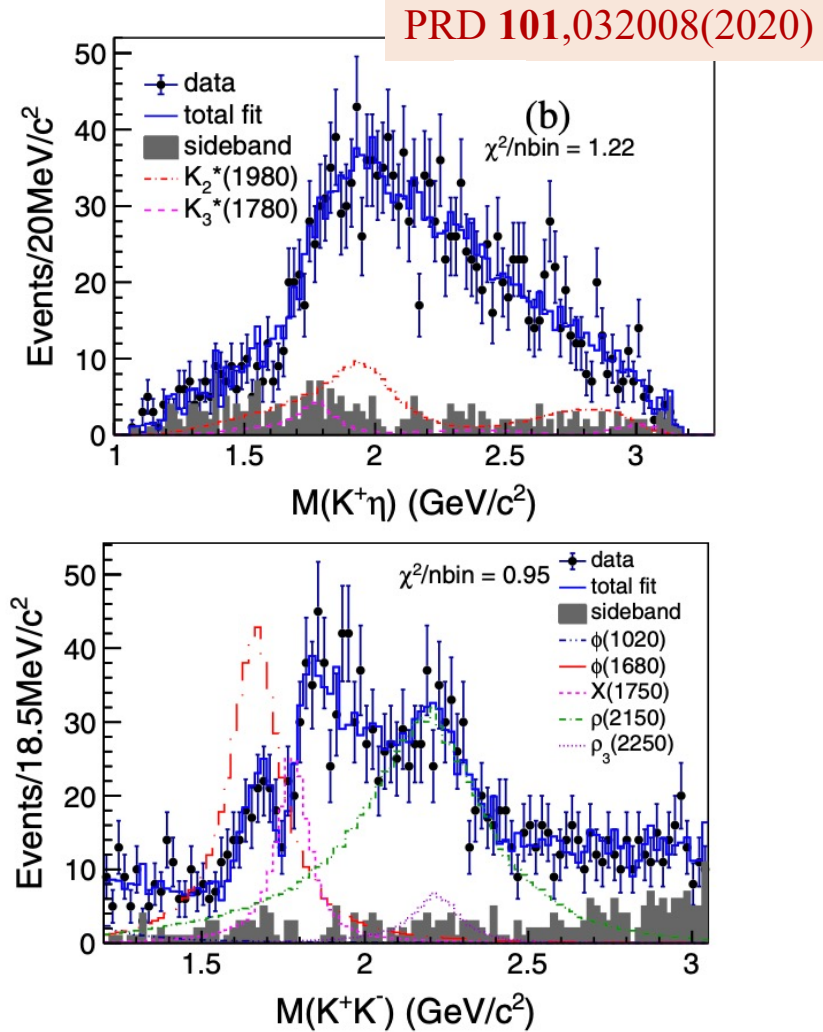 PRD 101,032008(2020)
50
40
30
20
10
0
Events/20MeV/c²
data
total fit
sideband
K₂*(1980)
K₃*(1780)
(b)
χ²/nbin = 1.22
1 1.5 2 2.5 3
M(K⁺η) (GeV/c²)
50
40
30
20
10
0
Events/18.5MeV/c²
χ²/nbin = 0.95
data
total fit
sideband
ϕ(1020)
ϕ(1680)
X(1750)
ρ(2150)
ρ₃(2250)
1.5 2 2.5 3
M(K⁺K⁻) (GeV/c²)